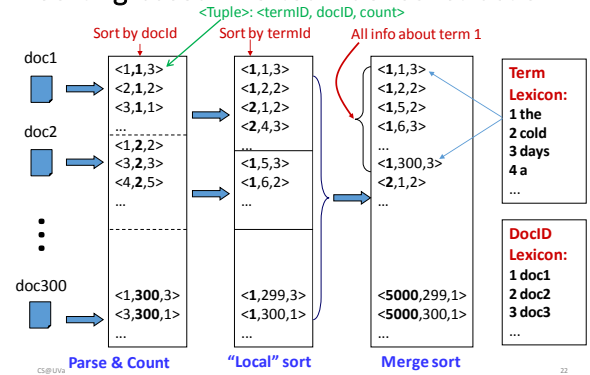 <Tuple>: <termID, docID, count>
Sort by docId
Sort by termId
All info about term 1
doc1
<1,1,3>
<2,1,2>
<3,1,1>
...
doc2
<1,2,2>
<3,2,3>
<4,2,5>
...
doc300
<1,300,3>
<3,300,1>
...
Parse & Count
<1,1,3>
<1,2,2>
<2,1,2>
<2,4,3>
...
<1,5,3>
<1,6,2>
...
<1,299,3>
<1,300,1>
...
"Local" sort
<1,1,3>
<1,2,2>
<1,5,2>
<1,6,3>
...
<1,300,3>
<2,1,2>
...
<5000,299,1>
<5000,300,1>
...
Merge sort
Term
Lexicon:
1 the
2 cold
3 days
4 a
...
DocID
Lexicon:
1 doc1
2 doc2
3 doc3
...
CS@UVa
22